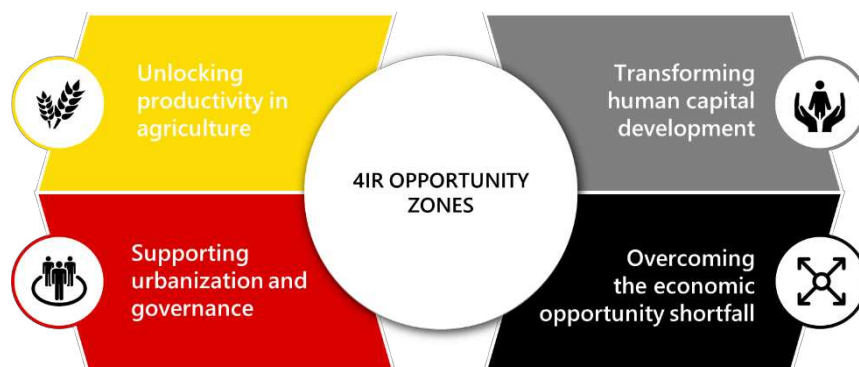 Unlocking
productivity in
agriculture
Transforming
human capital
development
4IR OPPORTUNITY
ZONES
Supporting
urbanization and
governance
Overcoming
the economic
opportunity shortfall